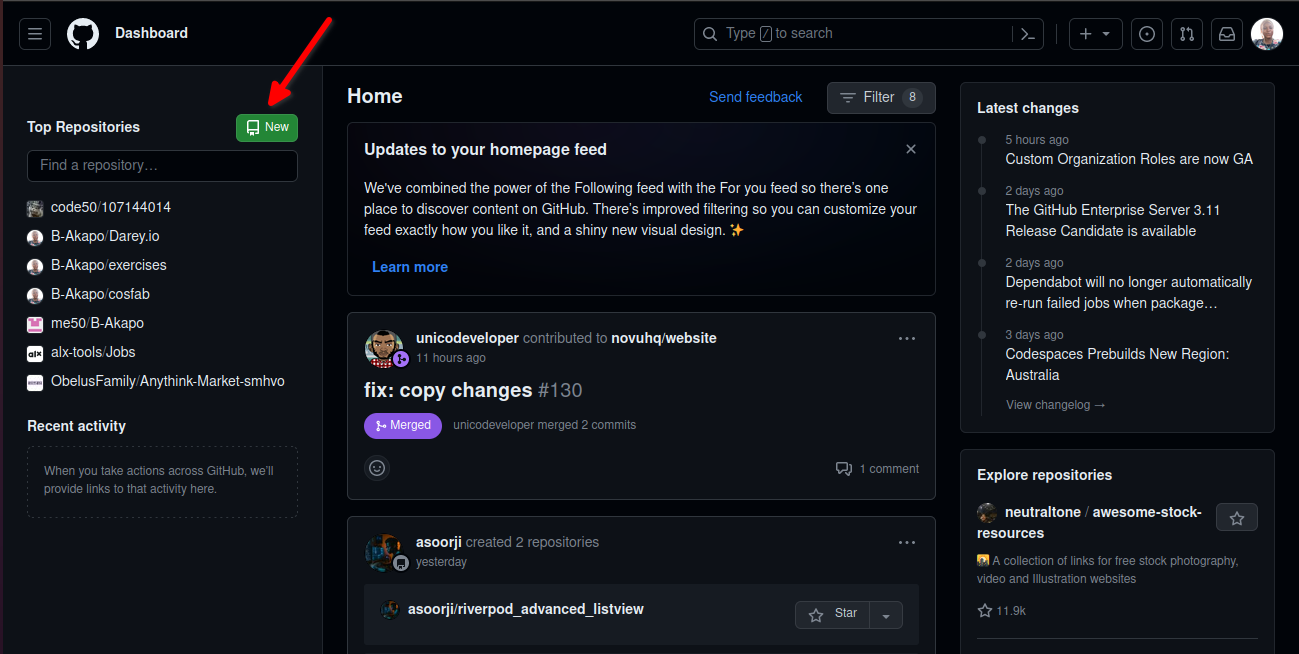 Dashboard
Type / to search
Top Repositories
New
Find a repository…
code50/107144014
B-Akapo/Darey.io
B-Akapo/exercises
B-Akapo/cosfab
me50/B-Akapo
alx-tools/Jobs
ObelusFamily/Anythink-Market-smhvo
Recent activity
When you take actions across GitHub, we'll
provide links to that activity here.
Home
Send feedback
Filter 8
Updates to your homepage feed
We've combined the power of the Following feed with the For you feed so there's one
place to discover content on GitHub. There's improved filtering so you can customize your
feed exactly how you like it, and a shiny new visual design. ✨
Learn more
unicodeveloper contributed to novuhq/website
11 hours ago
fix: copy changes #130
Merged
unicodeveloper merged 2 commits
1 comment
asoorji created 2 repositories
yesterday
asoorji/riverpod_advanced_listview
Star
Latest changes
5 hours ago
Custom Organization Roles are now GA
2 days ago
The GitHub Enterprise Server 3.11
Release Candidate is available
2 days ago
Dependabot will no longer automatically
re-run failed jobs when package…
3 days ago
Codespaces Prebuilds New Region:
Australia
View changelog →
Explore repositories
neutraltone / awesome-stock-
resources
A collection of links for free stock photography,
video and Illustration websites
11.9k